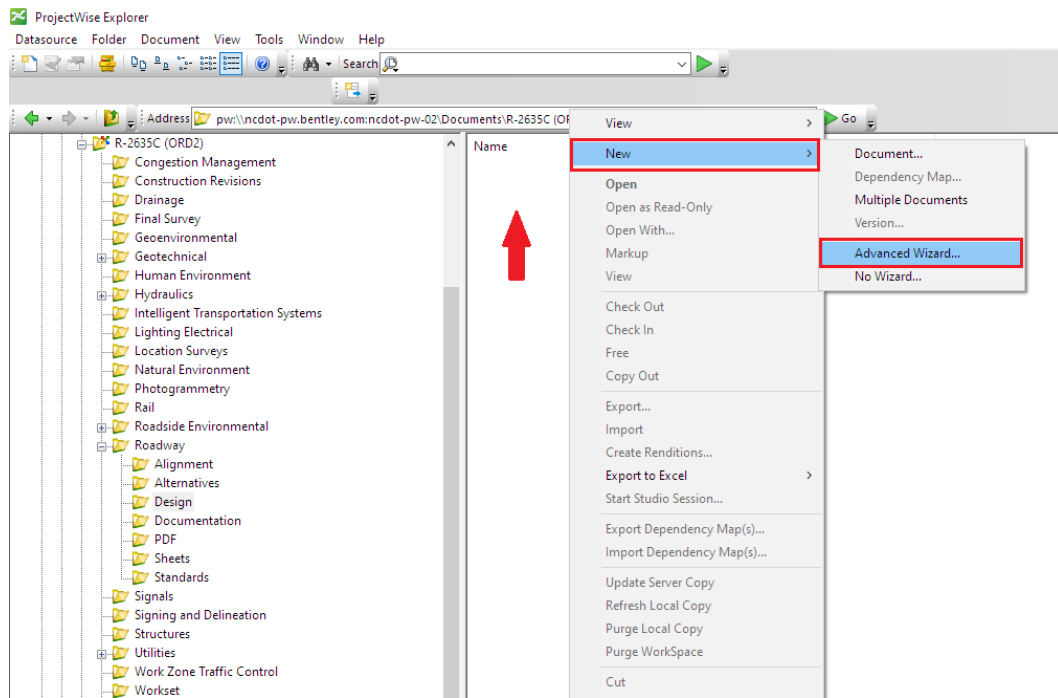 ProjectWise Explorer
Datasource Folder Document View Tools Window Help
Search
Address pw:\\ncdot-pw.bentley.com:ncdot-pw-02\Documents\R-2635C (OR
Go
R-2635C (ORD2)
Congestion Management
Construction Revisions
Drainage
Final Survey
Geoenvironmental
Geotechnical
Human Environment
Hydraulics
Intelligent Transportation Systems
Lighting Electrical
Location Surveys
Natural Environment
Photogrammetry
Rail
Roadside Environmental
Roadway
Alignment
Alternatives
Design
Documentation
PDF
Sheets
Standards
Signals
Signing and Delineation
Structures
Utilities
Work Zone Traffic Control
Workset
Name
View
New
Open
Open as Read-Only
Open With...
Markup
View
Check Out
Check In
Free
Copy Out
Export...
Import
Create Renditions...
Export to Excel
Start Studio Session...
Export Dependency Map(s)...
Import Dependency Map(s)...
Update Server Copy
Refresh Local Copy
Purge Local Copy
Purge WorkSpace
Cut
Document...
Dependency Map...
Multiple Documents
Version...
Advanced Wizard...
No Wizard...